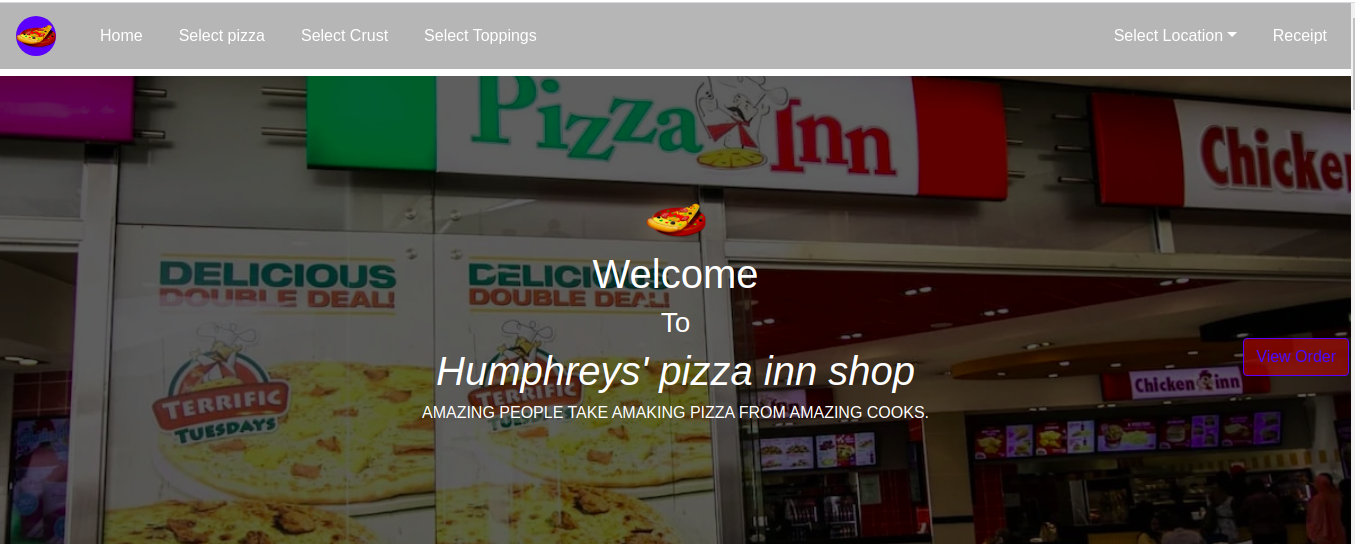 Home Select pizza Select Crust Select Toppings Select Location Receipt
Pizza Inn
Chicken
DELICIOUS DELICIOUS
DOUBLE DEAL! DOUBLE DEAL!
Welcome
To
Humphreys' pizza inn shop
AMAZING PEOPLE TAKE AMAKING PIZZA FROM AMAZING COOKS.
View Order
Chicken inn
TERRIFIC TERRIFIC
TUESDAYS TUESDAYS